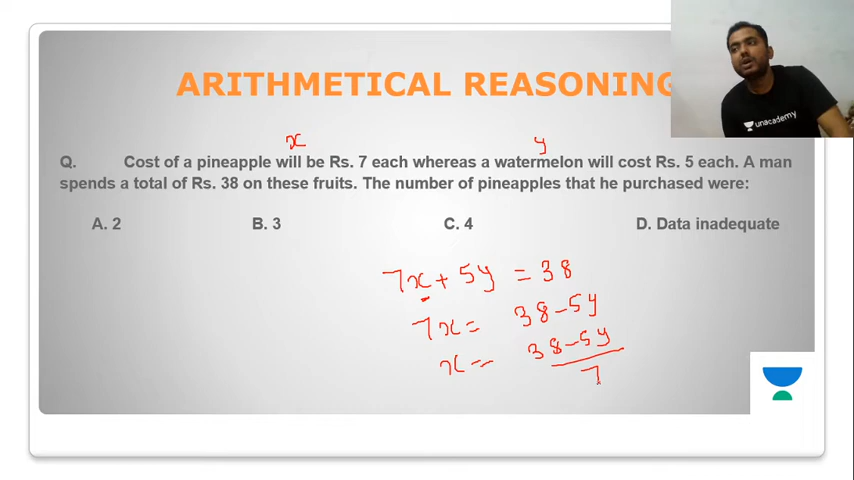 ARITHMETICAL REASONING
unacademy
x y
Q. Cost of a pineapple will be Rs. 7 each whereas a watermelon will cost Rs. 5 each. A man
spends a total of Rs. 38 on these fruits. The number of pineapples that he purchased were:
A. 2 B. 3 C. 4 D. Data inadequate
7x + 5y = 38
7x = 38 - 5y
x = 38 - 5y
7